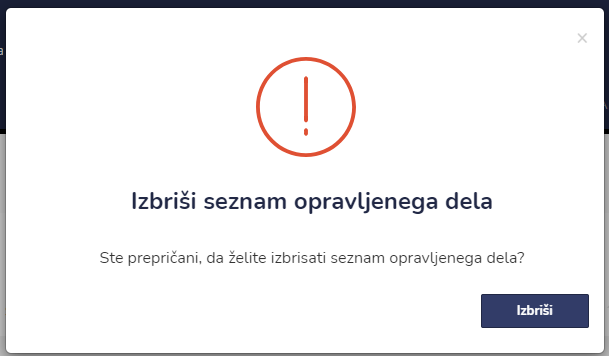 Izbriši seznam opravljenega dela
Ste prepričani, da želite izbrisati seznam opravljenega dela?
Izbriši